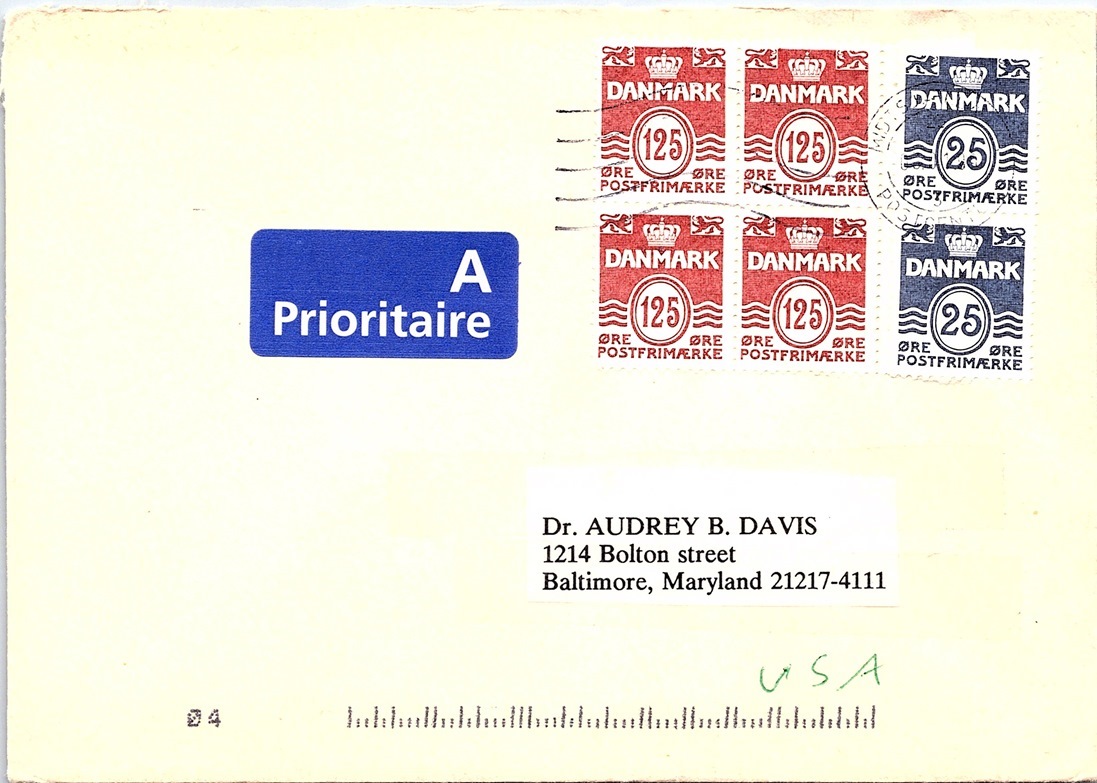 DANMARK
125
ØRE ØRE
POSTFRIMÆRKE
DANMARK
125
ØRE ØRE
POSTFRIMÆRKE
DANMARK
25
ØRE ØRE
POSTFRIMÆRKE
DANMARK
125
ØRE ØRE
POSTFRIMÆRKE
DANMARK
125
ØRE ØRE
POSTFRIMÆRKE
DANMARK
25
ØRE ØRE
POSTFRIMÆRKE
A
Prioritaire
Dr. AUDREY B. DAVIS
1214 Bolton street
Baltimore, Maryland 21217-4111
USA
04